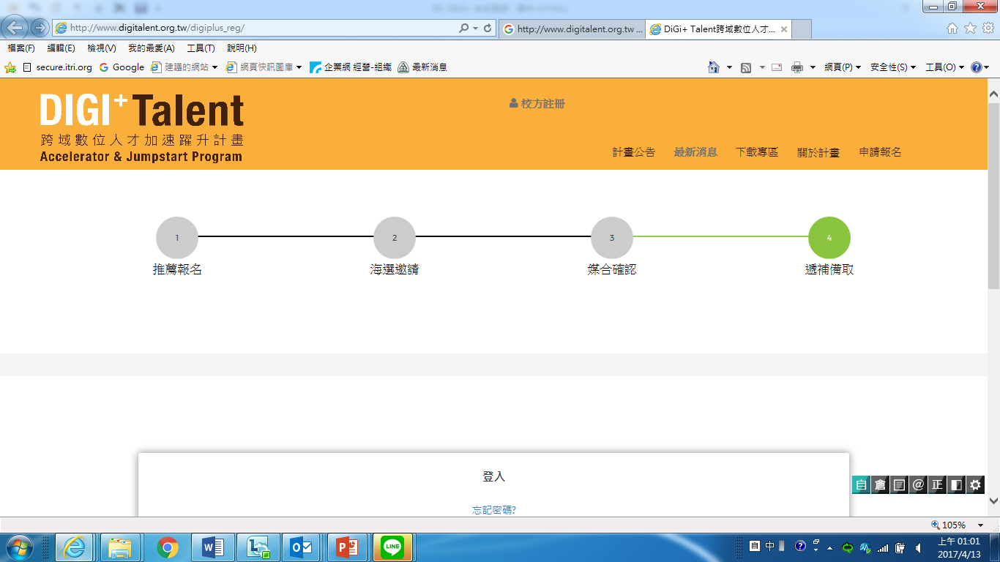 http://www.digitalent.org.tw/digiplus_reg/
http://www.digitalent.org.tw ...
DiGi+ Talent跨域數位人才...
檔案(F) 編輯(E) 檢視(V) 我的最愛(A) 工具(T) 說明(H)
secure.itri.org Google 建議的網站 網頁快訊圖庫 企業網 經營-組織 最新消息 網頁(P) 安全性(S) 工具(O)
DIGI+Talent
跨域數位人才加速躍升計畫
Accelerator & Jumpstart Program
校方註冊
計畫公告 最新消息 下載專區 關於計畫 申請報名
1 2 3 4
推薦報名 海選邀請 媒合確認 遞補備取
登入
忘記密碼?
自 倉 @ 正
105%
LINE
自 中
上午 01:01
2017/4/13